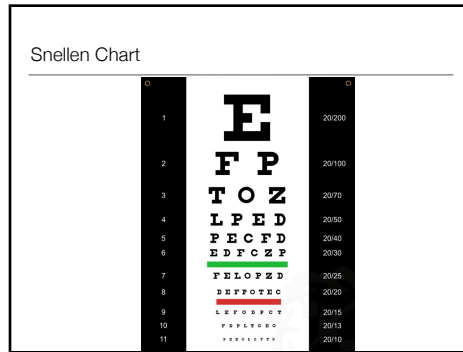 Snellen Chart
1 E 20/200
2 F P 20/100
3 T O Z 20/70
4 L P E D 20/50
5 P E C F D 20/40
6 E D F C Z P 20/30
7 F E L O P Z D 20/25
8 D E F P O T E C 20/20
9 L E F O D P C T 20/15
10 F D P L T C E O 20/13
11 20/10